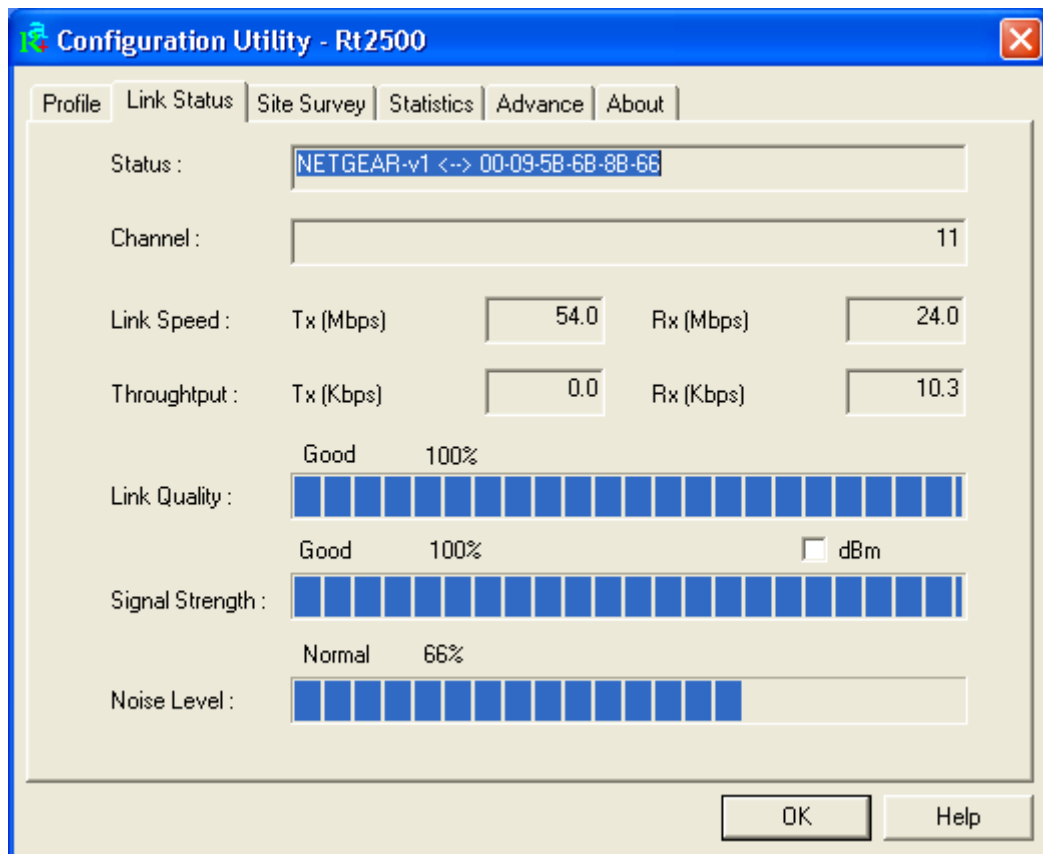 Configuration Utility - Rt2500
Profile Link Status Site Survey Statistics Advance About
Status : NETGEAR-v1 <--> 00-09-5B-6B-8B-66
Channel : 11
Link Speed : Tx (Mbps) 54.0 Rx (Mbps) 24.0
Throughtput : Tx (Kbps) 0.0 Rx (Kbps) 10.3
Good 100%
Link Quality :
Good 100% dBm
Signal Strength :
Normal 66%
Noise Level :
OK Help